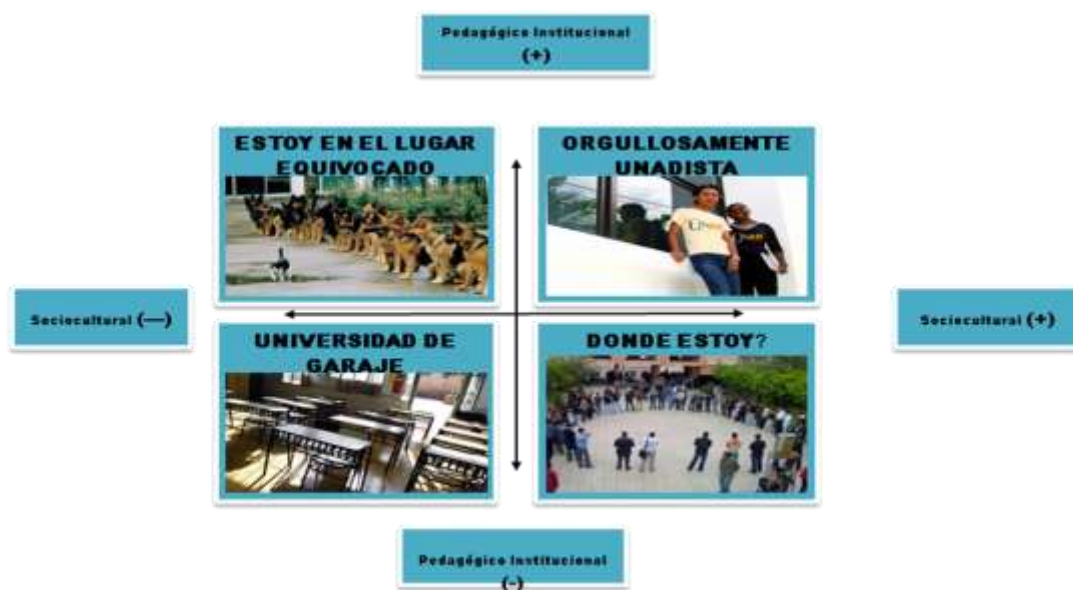 Pedagógico Institucional
(+)
ESTOY EN EL LUGAR
EQUIVOCADO
ORGULLOSAMENTE
UNADISTA
Sociocultural (—)
Sociocultural (+)
UNIVERSIDAD DE
GARAJE
DONDE ESTOY?
Pedagógico Institucional
(-)